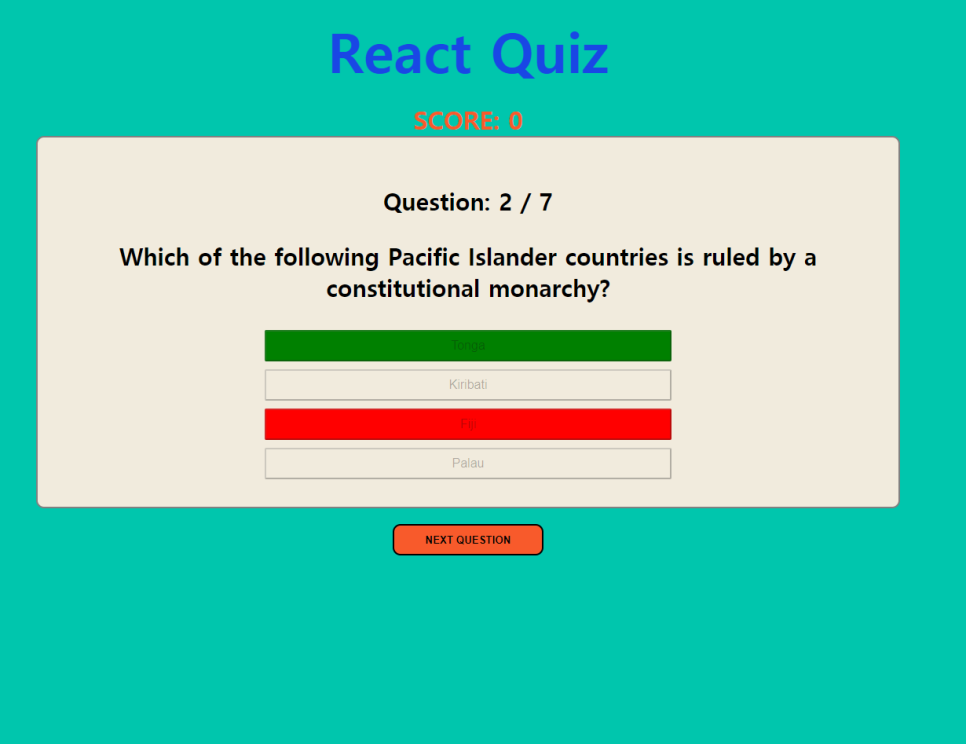 React Quiz
SCORE: 0
Question: 2 / 7
Which of the following Pacific Islander countries is ruled by a
constitutional monarchy?
Tonga
Kiribati
Fiji
Palau
NEXT QUESTION